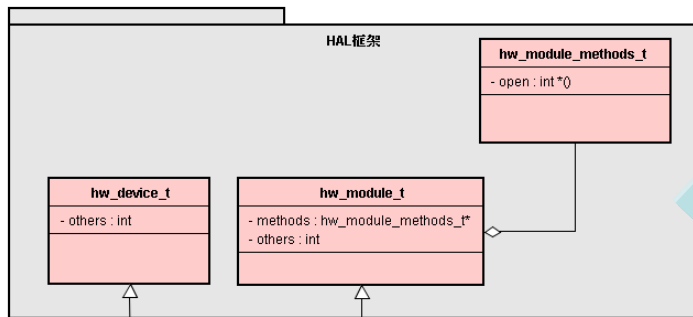 HAL框架
hw_module_methods_t
- open : int *()
hw_device_t
- others : int
hw_module_t
- methods : hw_module_methods_t*
- others : int